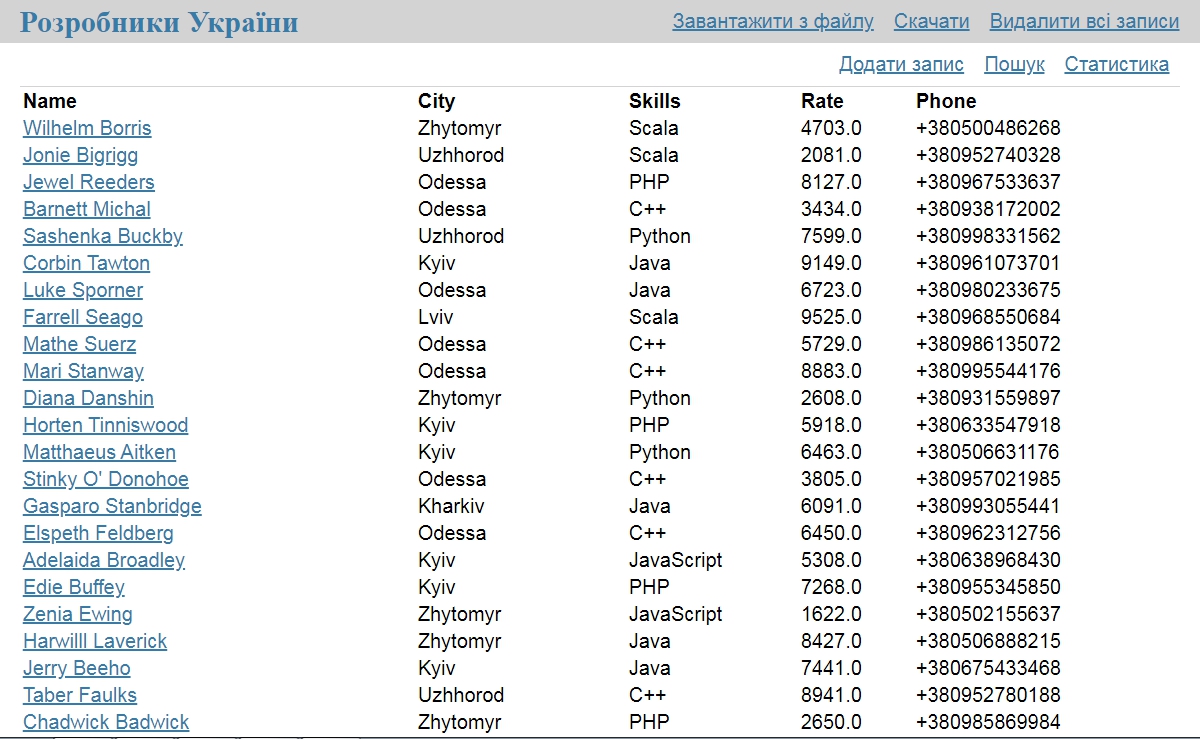 Розробники України Завантажити з файлу Скачати Видалити всі записи
Додати запис Пошук Статистика
Name City Skills Rate Phone
Wilhelm Borris Zhytomyr Scala 4703.0 +380500486268
Jonie Bigrigg Uzhhorod Scala 2081.0 +380952740328
Jewel Reeders Odessa PHP 8127.0 +380967533637
Barnett Michal Odessa C++ 3434.0 +380938172002
Sashenka Buckby Uzhhorod Python 7599.0 +380998331562
Corbin Tawton Kyiv Java 9149.0 +380961073701
Luke Sporner Odessa Java 6723.0 +380980233675
Farrell Seago Lviv Scala 9525.0 +380968550684
Mathe Suerz Odessa C++ 5729.0 +380986135072
Mari Stanway Odessa C++ 8883.0 +380995544176
Diana Danshin Zhytomyr Python 2608.0 +380931559897
Horten Tinniswood Kyiv PHP 5918.0 +380633547918
Matthaeus Aitken Kyiv Python 6463.0 +380506631176
Stinky O' Donohoe Odessa C++ 3805.0 +380957021985
Gasparo Stanbridge Kharkiv Java 6091.0 +380993055441
Elspeth Feldberg Odessa C++ 6450.0 +380962312756
Adelaida Broadley Kyiv JavaScript 5308.0 +380638968430
Edie Buffey Kyiv PHP 7268.0 +380955345850
Zenia Ewing Zhytomyr JavaScript 1622.0 +380502155637
Harwilll Laverick Zhytomyr Java 8427.0 +380506888215
Jerry Beeho Kyiv Java 7441.0 +380675433468
Taber Faulks Uzhhorod C++ 8941.0 +380952780188
Chadwick Badwick Zhytomyr PHP 2650.0 +380985869984